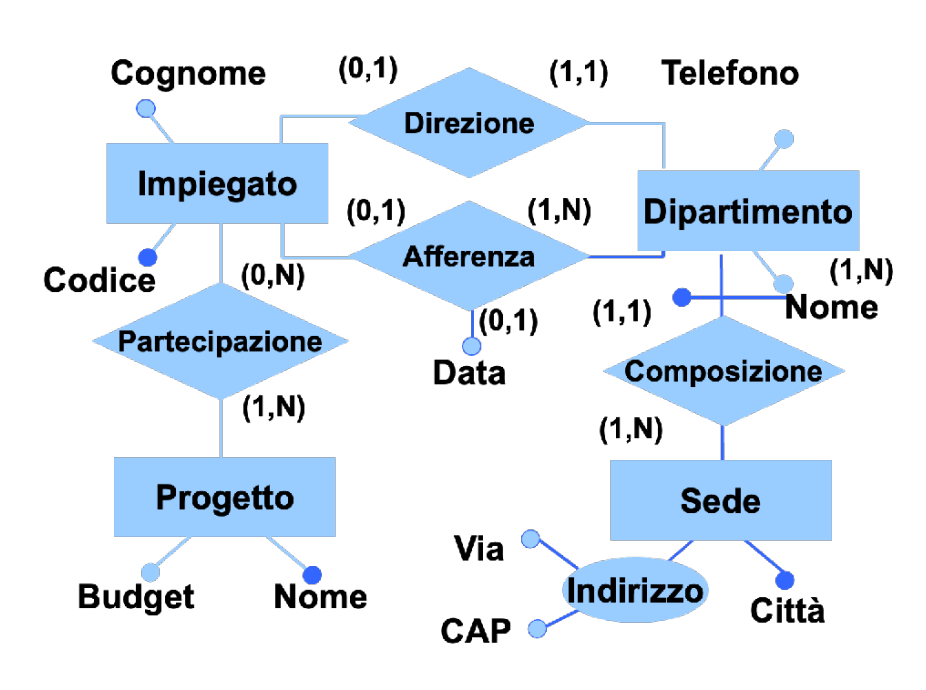 Cognome
(0,1)
(1,1)
Telefono
Direzione
Impiegato
(0,1)
(1,N)
Dipartimento
Afferenza
Codice
(0,N)
(1,N)
(1,1)
Nome
(0,1)
Partecipazione
Data
Composizione
(1,N)
(1,N)
Progetto
Sede
Via
Budget
Nome
Indirizzo
Città
CAP